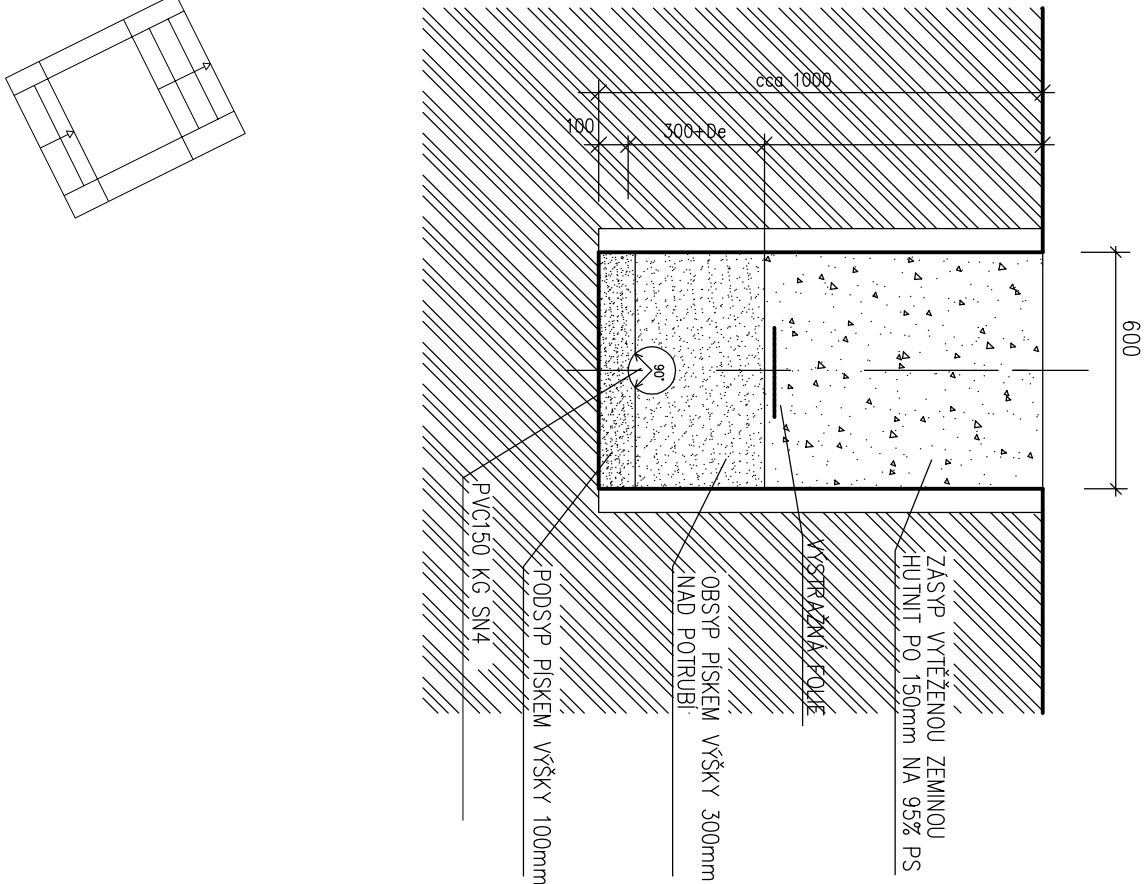 cca 1000
100
300+De
600
90°
ZÁSYP VYTĚŽENOU ZEMINOU
HUTNIT PO 150mm NA 95% PS
VÝSTRAŽNÁ FOLIE
OBSYP PÍSKEM VÝŠKY 300mm
NAD POTRUBÍ
PODSYP PÍSKEM VÝŠKY 100mm
PVC150 KG SN4